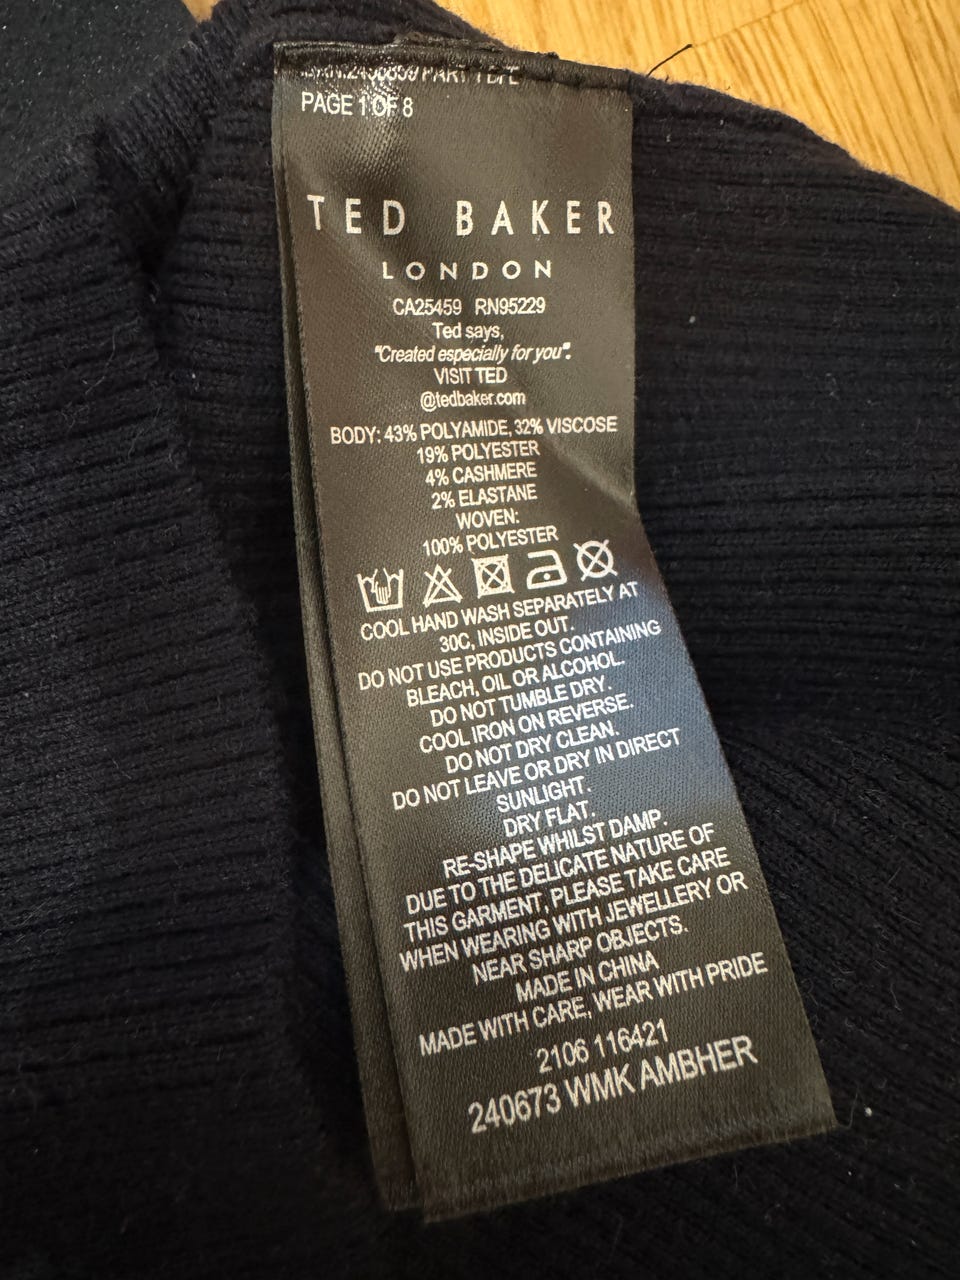 PAGE 1 OF 8
TED BAKER
LONDON
CA25459 RN95229
Ted says,
"Created especially for you".
VISIT TED
@tedbaker.com
BODY: 43% POLYAMIDE, 32% VISCOSE
19% POLYESTER
4% CASHMERE
2% ELASTANE
WOVEN:
100% POLYESTER
COOL HAND WASH SEPARATELY AT
30C, INSIDE OUT.
DO NOT USE PRODUCTS CONTAINING
BLEACH, OIL OR ALCOHOL.
DO NOT TUMBLE DRY.
COOL IRON ON REVERSE.
DO NOT DRY CLEAN.
DO NOT LEAVE OR DRY IN DIRECT
SUNLIGHT.
DRY FLAT.
RE-SHAPE WHILST DAMP.
DUE TO THE DELICATE NATURE OF
THIS GARMENT, PLEASE TAKE CARE
WHEN WEARING WITH JEWELLERY OR
NEAR SHARP OBJECTS.
MADE IN CHINA
MADE WITH CARE, WEAR WITH PRIDE
2106 116421
240673 WMK AMBHER